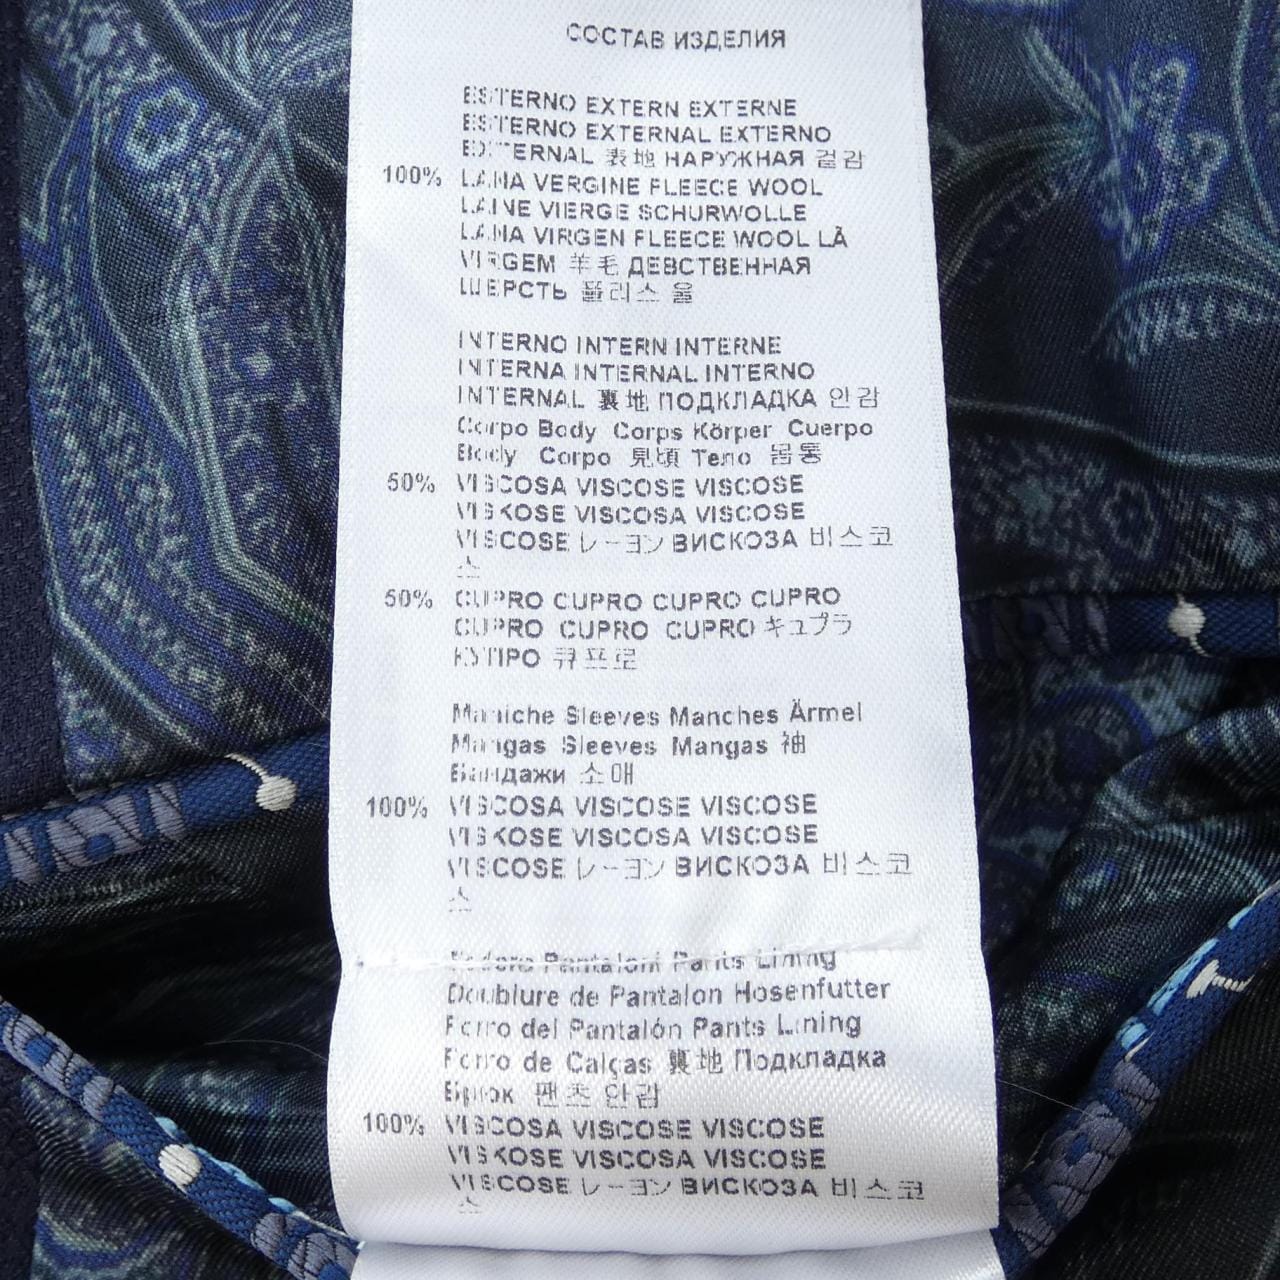 СОСТАВ ИЗДЕЛИЯ
ESTERNO EXTERN EXTERNE
ESTERNO EXTERNAL EXTERNO
EXTERNAL 表地 НАРУЖНАЯ 겉감
100% LANA VERGINE FLEECE WOOL
LAINE VIERGE SCHURWOLLE
LANA VIRGEN FLEECE WOOL LÃ
VIRGEM 羊毛 ДЕВСТВЕННАЯ
ШЕРСТЬ 플리스 울
INTERNO INTERN INTERNE
INTERNA INTERNAL INTERNO
INTERNAL 裏地 ПОДКЛАДКА 안감
Corpo Body Corps Körper Cuerpo
Body Corpo 見頃 Тело 몸통
50% VISCOSA VISCOSE VISCOSE
VISKOSE VISCOSA VISCOSE
VISCOSE レーヨン ВИСКОЗА 비스코
스
50% CUPRO CUPRO CUPRO CUPRO
CUPRO CUPRO CUPRO キュプラ
КУПРО 큐프로
Maniche Sleeves Manches Ärmel
Mangas Sleeves Mangas 袖
Бандажи 소매
100% VISCOSA VISCOSE VISCOSE
VISKOSE VISCOSA VISCOSE
VISCOSE レーヨン ВИСКОЗА 비스코
스
Fodera Pantaloni Pants Lining
Doublure de Pantalon Hosenfutter
Forro del Pantalón Pants Lining
Forro de Calças 裏地 Подкладка
Брюк 팬츠 안감
100% VISCOSA VISCOSE VISCOSE
VISKOSE VISCOSA VISCOSE
VISCOSE レーヨン ВИСКОЗА 비스코
스